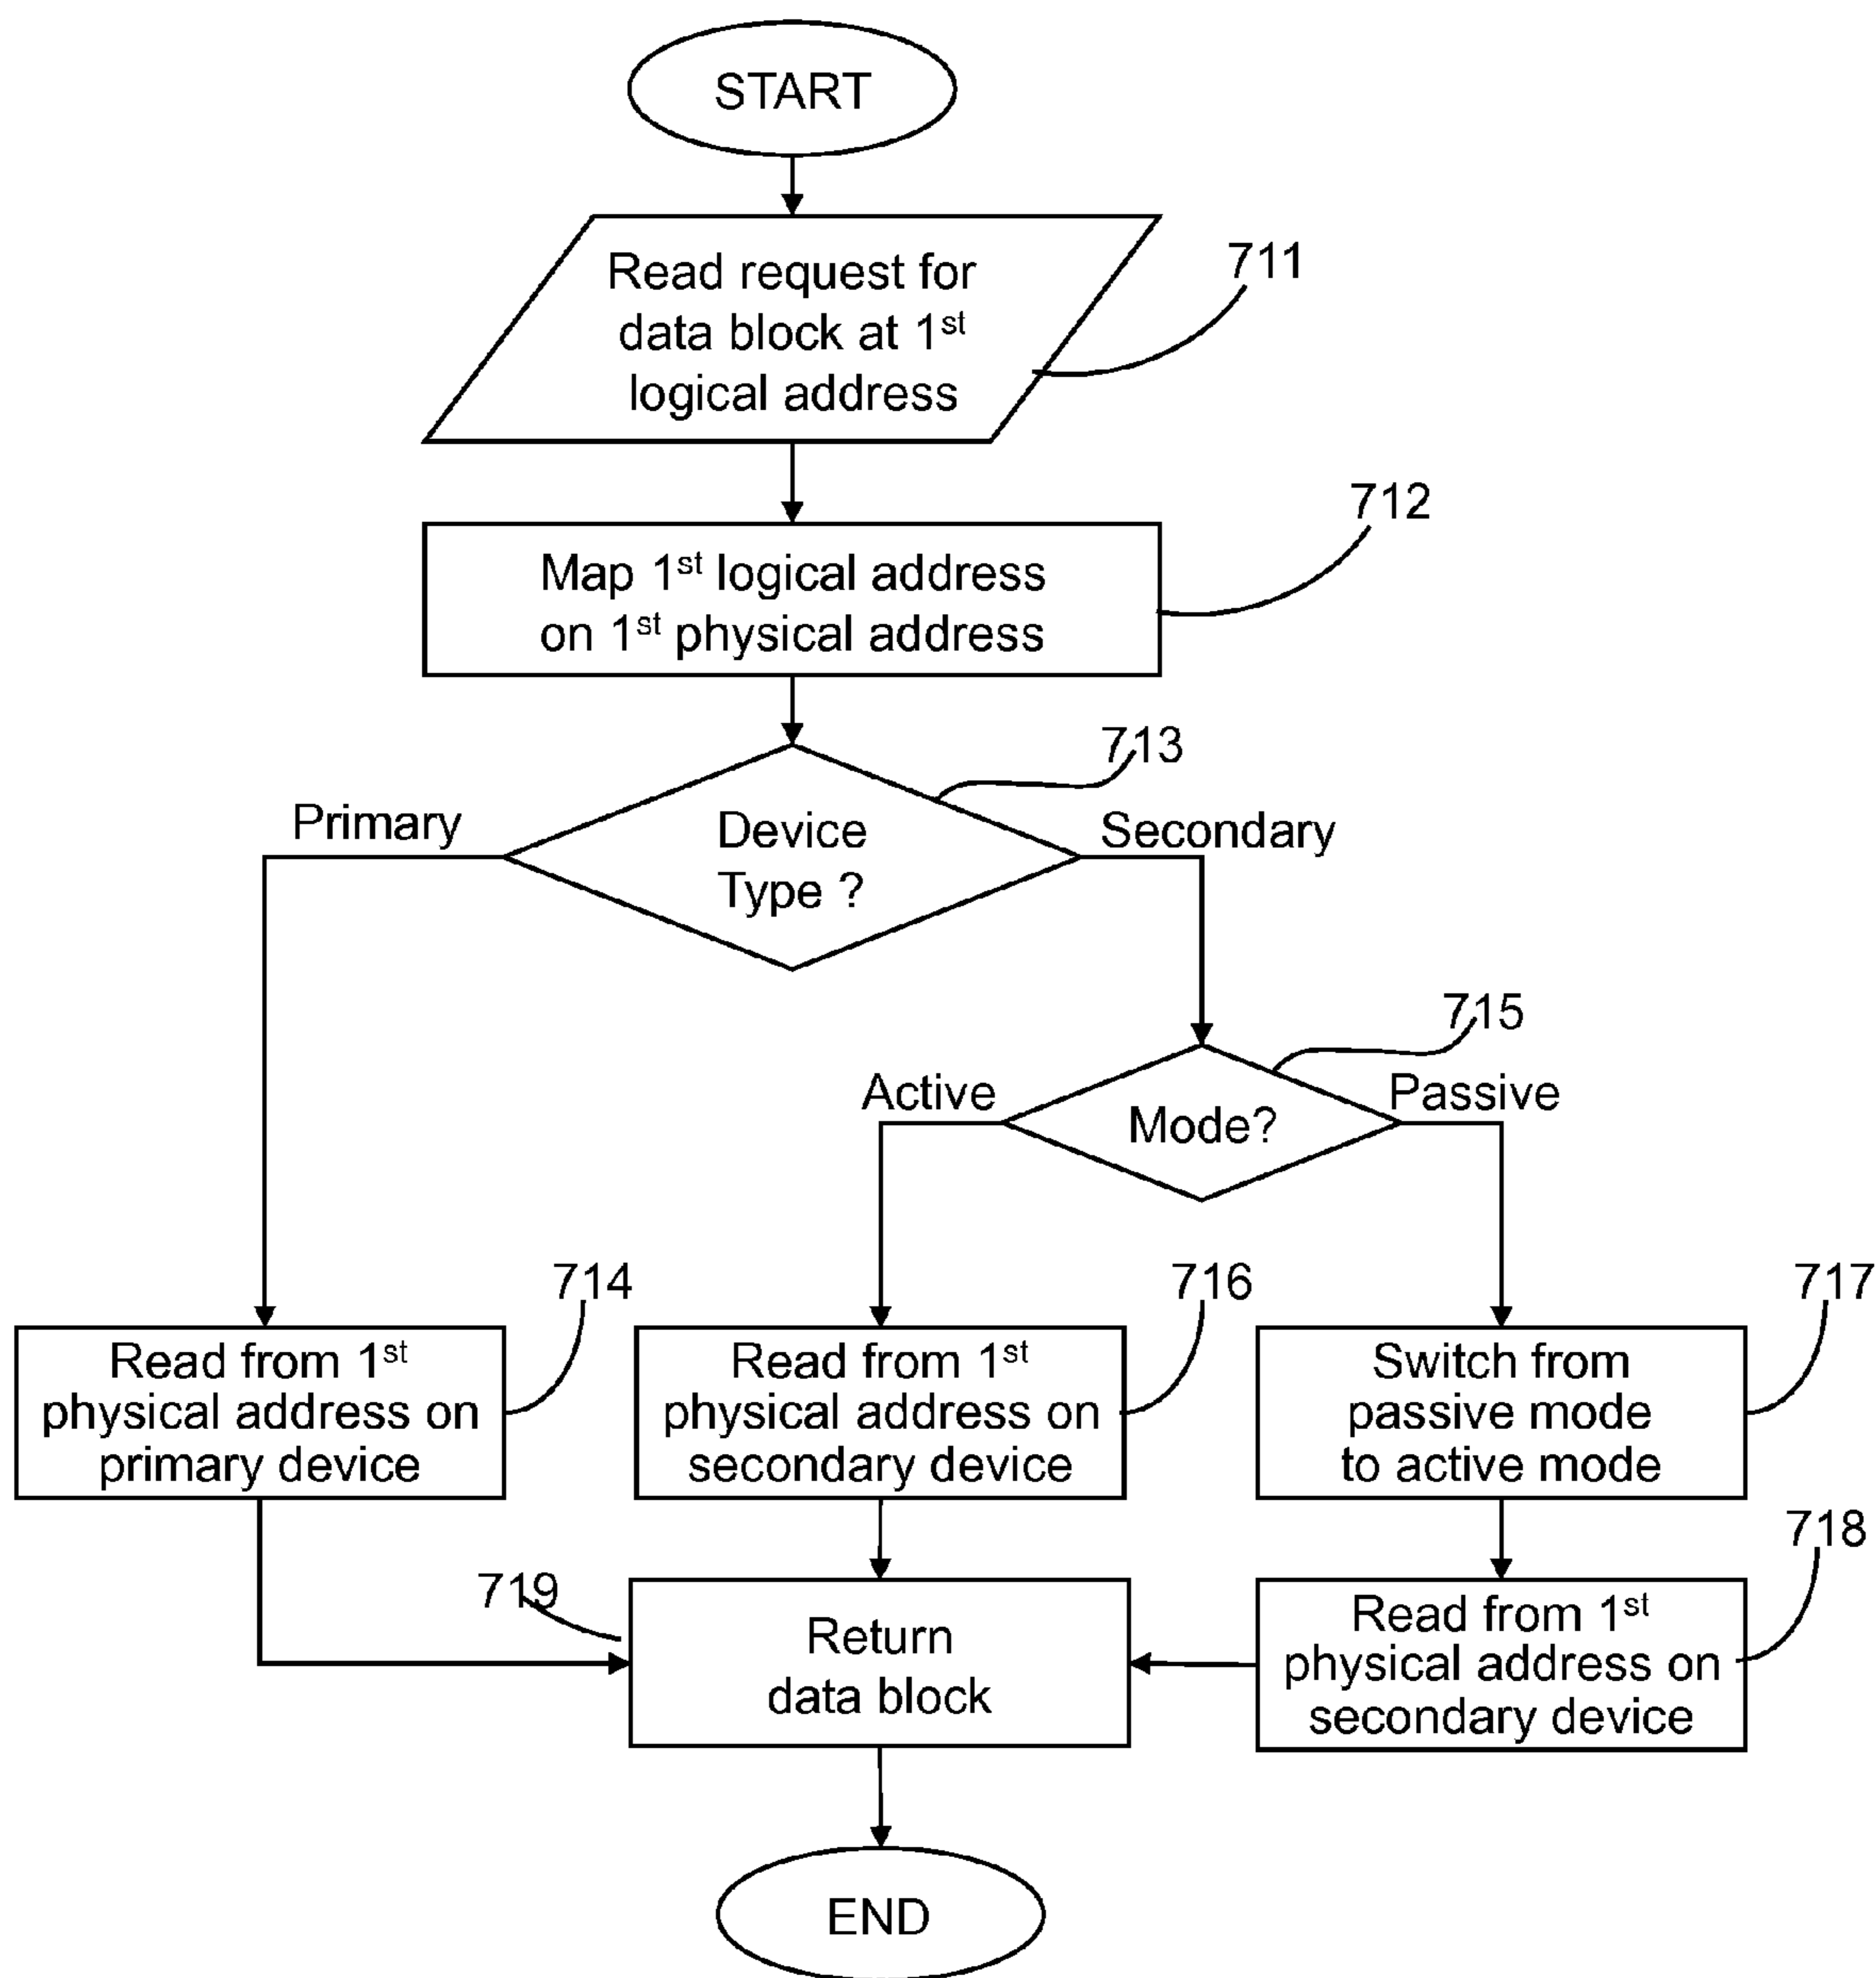 START
Read request for
data block at 1st
logical address
711
Map 1st logical address
on 1st physical address
712
713
Primary
Device
Type ?
Secondary
715
Active
Mode?
Passive
714
716
717
Read from 1st
physical address on
primary device
Read from 1st
physical address on
secondary device
Switch from
passive mode
to active mode
718
719
Return
data block
Read from 1st
physical address on
secondary device
END